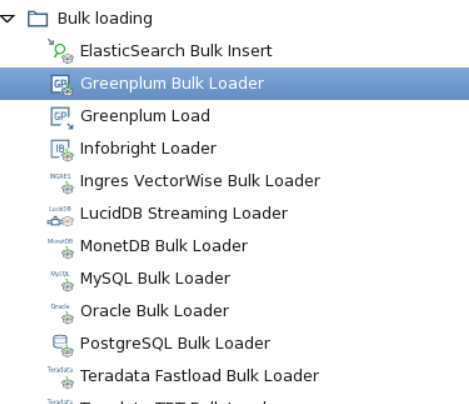 Bulk loading
ElasticSearch Bulk Insert
GP Greenplum Bulk Loader
GP Greenplum Load
IB Infobright Loader
INGRES Ingres VectorWise Bulk Loader
LucidDB LucidDB Streaming Loader
MonetDB MonetDB Bulk Loader
MySQL MySQL Bulk Loader
Oracle Oracle Bulk Loader
PostgreSQL Bulk Loader
Teradata Teradata Fastload Bulk Loader
Teradata